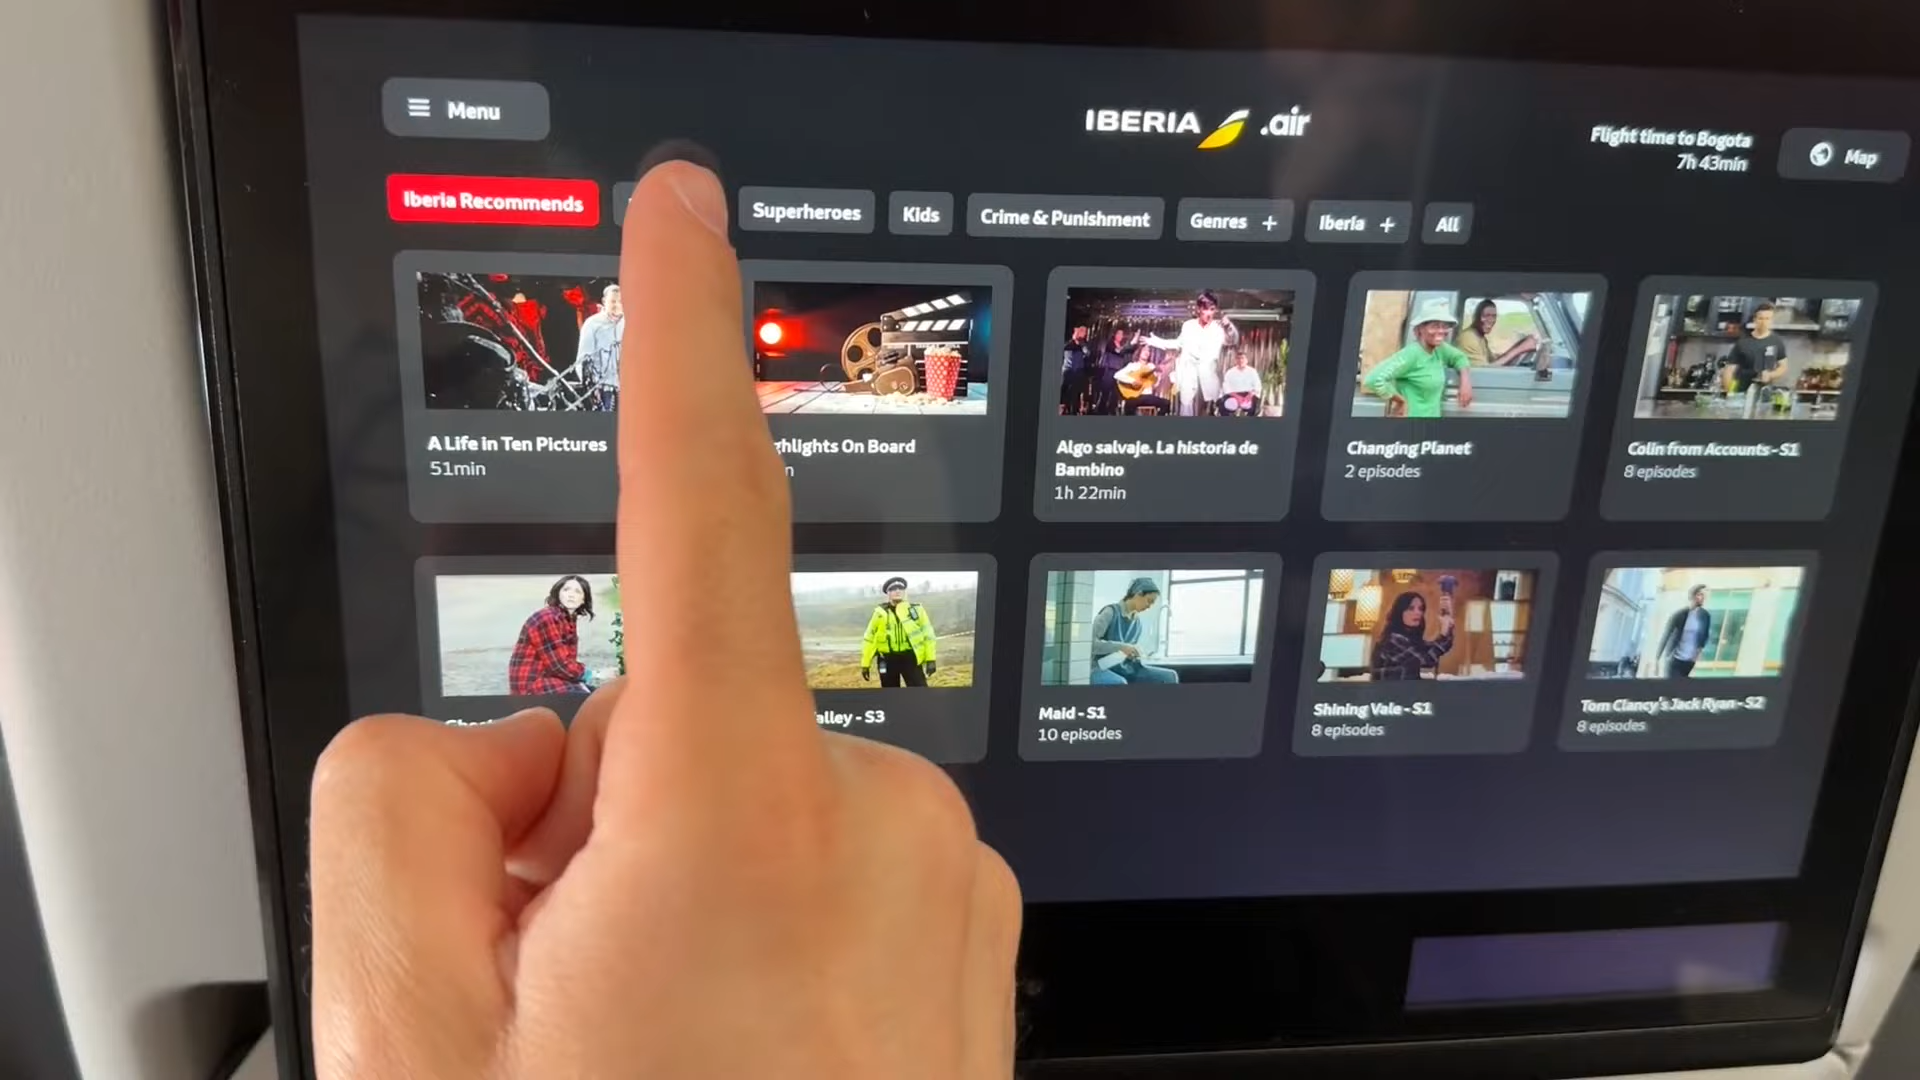 Menu
IBERIA .air
Flight time to Bogota
7h 43min
Map
Iberia Recommends
Superheroes
Kids
Crime & Punishment
Genres +
Iberia +
All
A Life in Ten Pictures
51min
On Board
Algo salvaje. La historia de
Bambino
1h 22min
Changing Planet
2 episodes
Colin from Accounts - S1
8 episodes
- S3
Maid - S1
10 episodes
Shining Vale - S1
8 episodes
Tom Clancy's Jack Ryan - S2
8 episodes